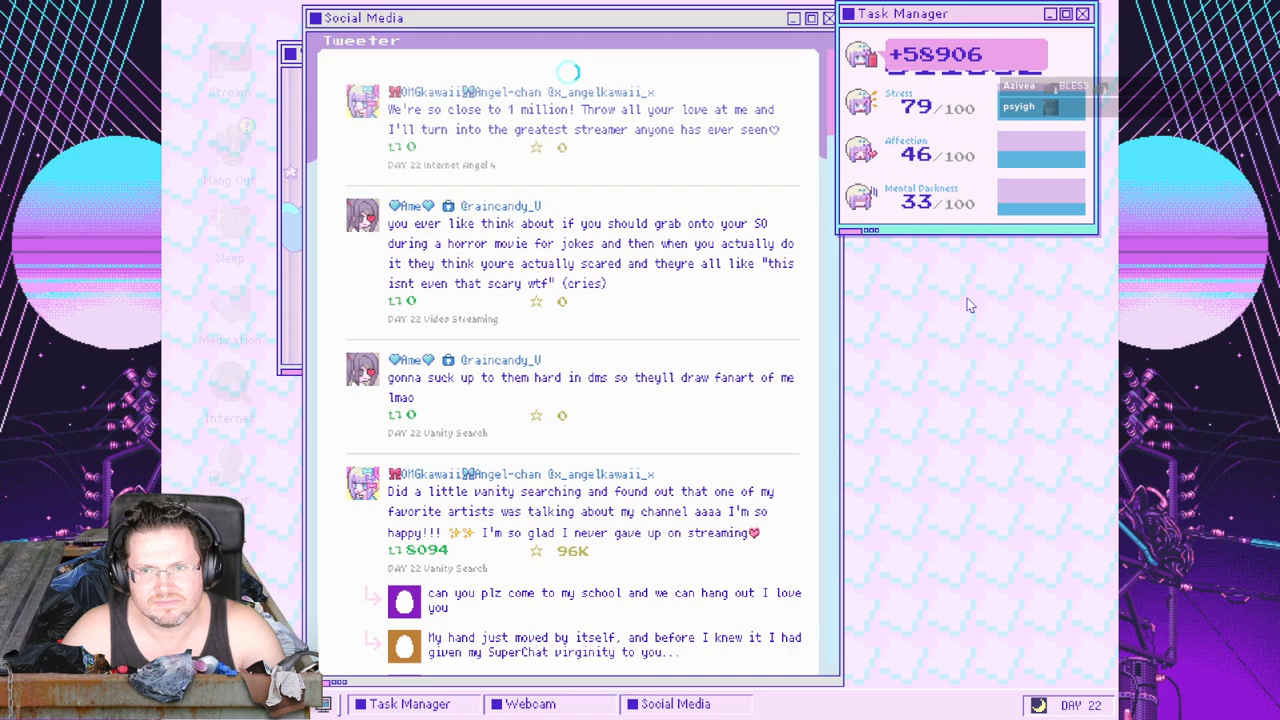 Social Media
Tweeter
OMGkawaiiAngel-chan @x_angelkawaii_x
We're so close to 1 million! Throw all your love at me and
I'll turn into the greatest streamer anyone has ever seen♡
0 ☆ 0
DAY 22 Internet Angel 4
Ame @raincandy_U
you ever like think about if you should grab onto your SO
during a horror movie for jokes and then when you actually do
it they think youre actually scared and theyre all like "this
isnt even that scary wtf" (cries)
0 ☆ 0
DAY 22 Video Streaming
Ame @raincandy_U
gonna suck up to them hard in dms so theyll draw fanart of me
lmao
0 ☆ 0
DAY 22 Vanity Search
OMGkawaiiAngel-chan @x_angelkawaii_x
Did a little vanity searching and found out that one of my
favorite artists was talking about my channel aaaa I'm so
happy!!! ✨✨ I'm so glad I never gave up on streaming💗
8094 ☆ 96K
DAY 22 Vanity Search
can you plz come to my school and we can hang out I love
you
My hand just moved by itself, and before I knew it I had
given my SuperChat virginity to you...
Task Manager
+58906
Stress
79/100
Affection
46/100
Mental Darkness
33/100
Azivea BLESS
psyigh
Stream
Hang Out
Sleep
Medication
Internet
Task Manager
Webcam
Social Media
DAY 22